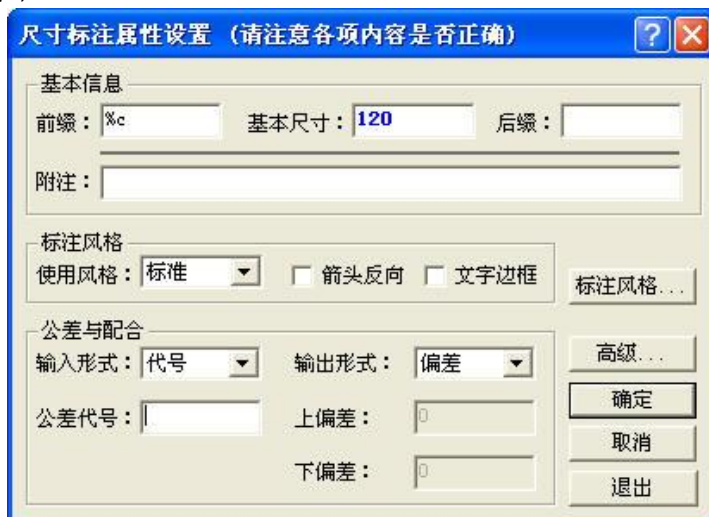 尺寸标注属性设置 (请注意各项内容是否正确)
基本信息
前缀： %c 基本尺寸： 120 后缀：
附注：
标注风格
使用风格： 标准 箭头反向 文字边框 标注风格...
公差与配合
输入形式： 代号 输出形式： 偏差 高级...
公差代号： 上偏差： 0 确定
取消
下偏差： 0 退出